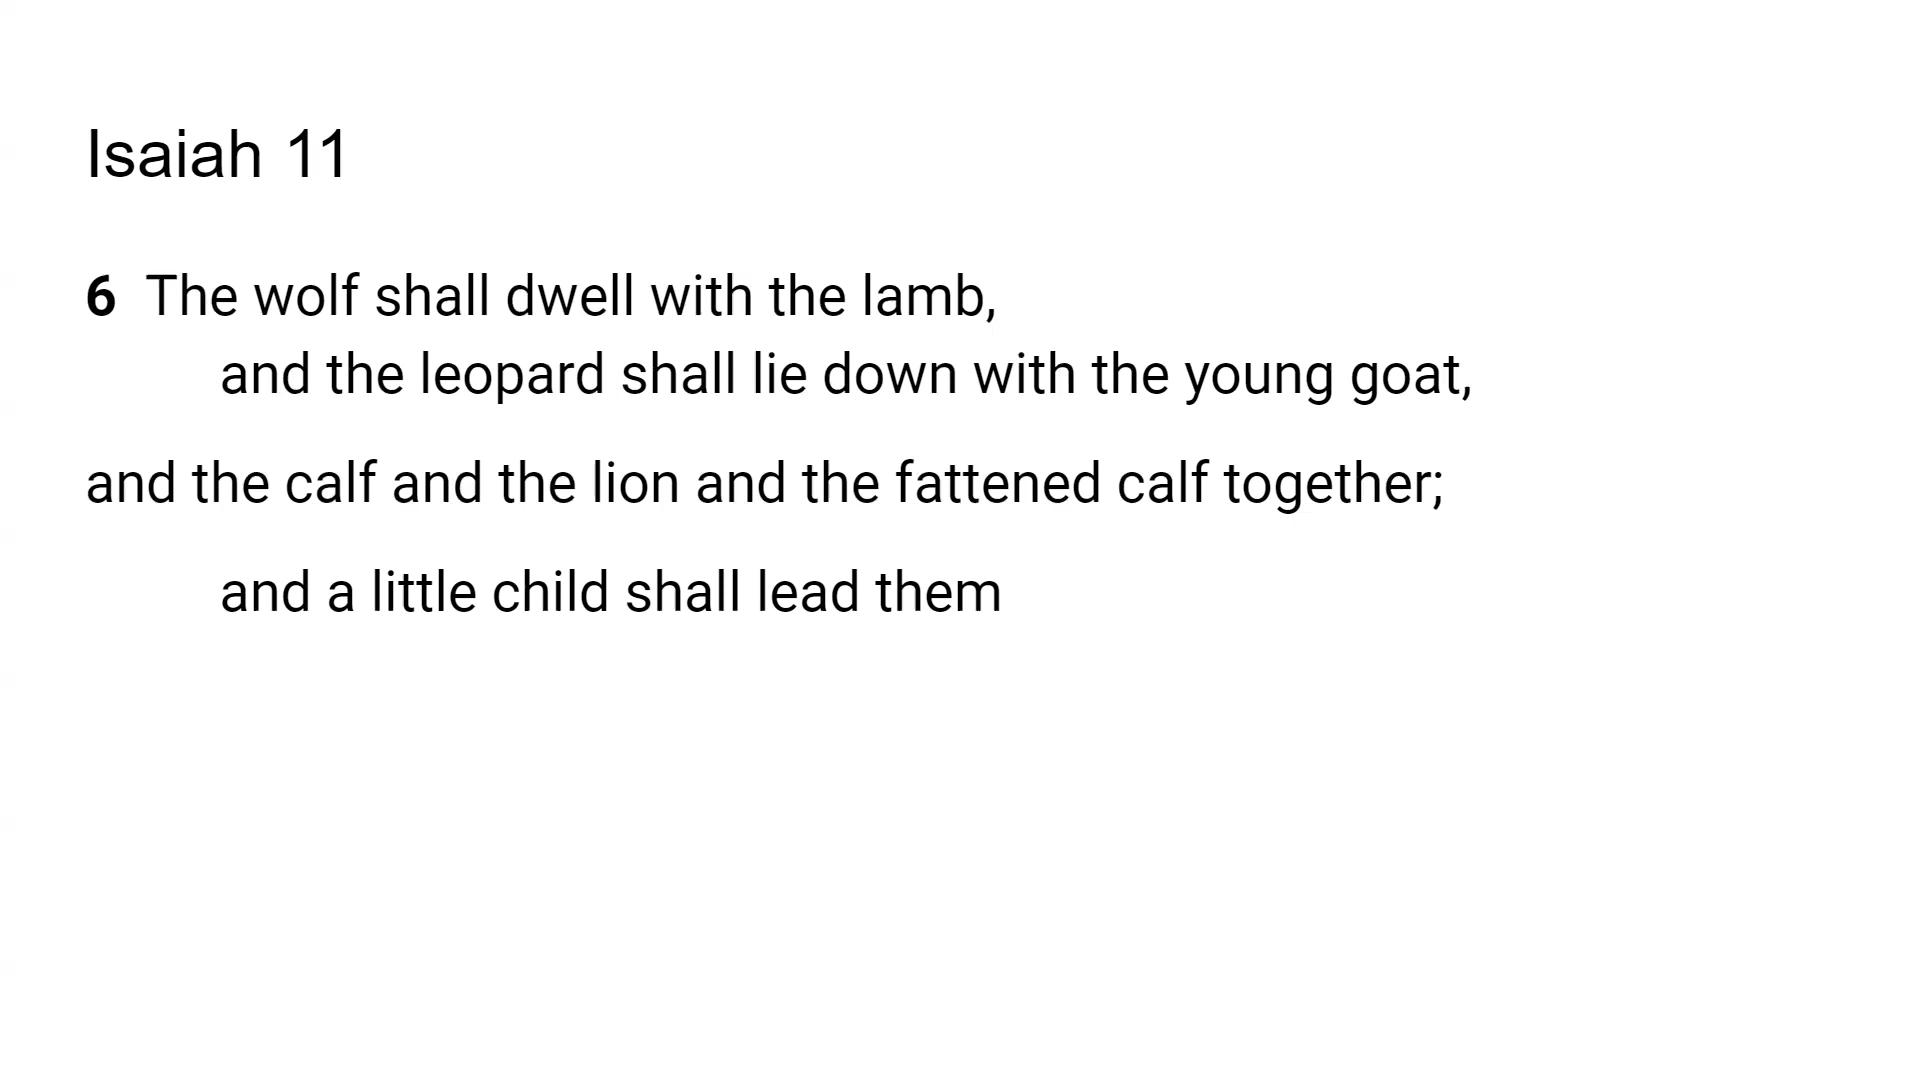 Isaiah 11
6 The wolf shall dwell with the lamb,
and the leopard shall lie down with the young goat,
and the calf and the lion and the fattened calf together;
and a little child shall lead them